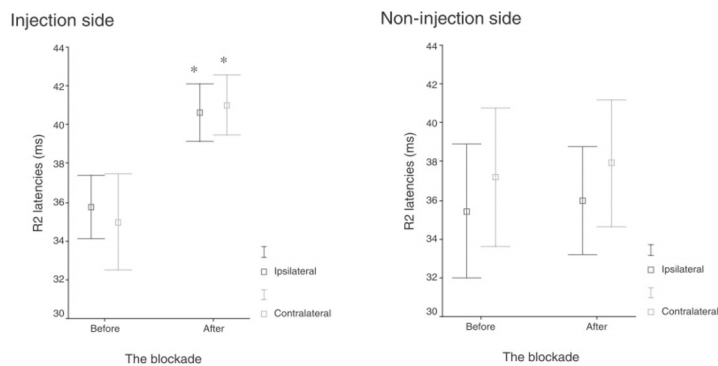 Injection side
44
42
40
38
36
34
32
30
R2 latencies (ms)
* *
Before After
The blockade
Ipsilateral
Contralateral
Non-injection side
44
42
40
38
36
34
32
30
R2 latencies (ms)
Before After
The blockade
Ipsilateral
Contralateral